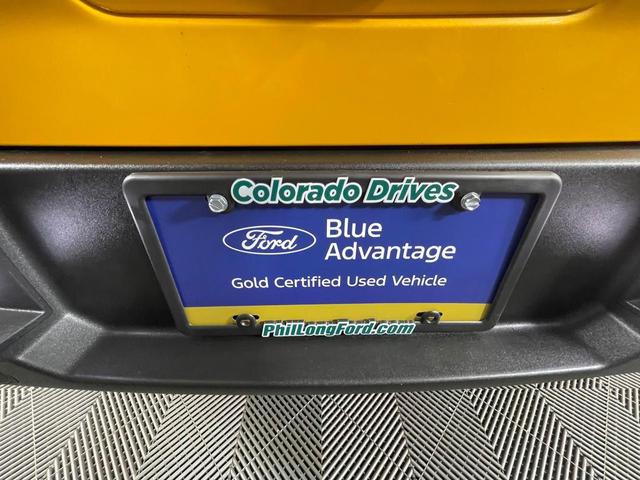 Colorado Drives
Ford
Blue
Advantage
Gold Certified Used Vehicle
PhilLongFord.com